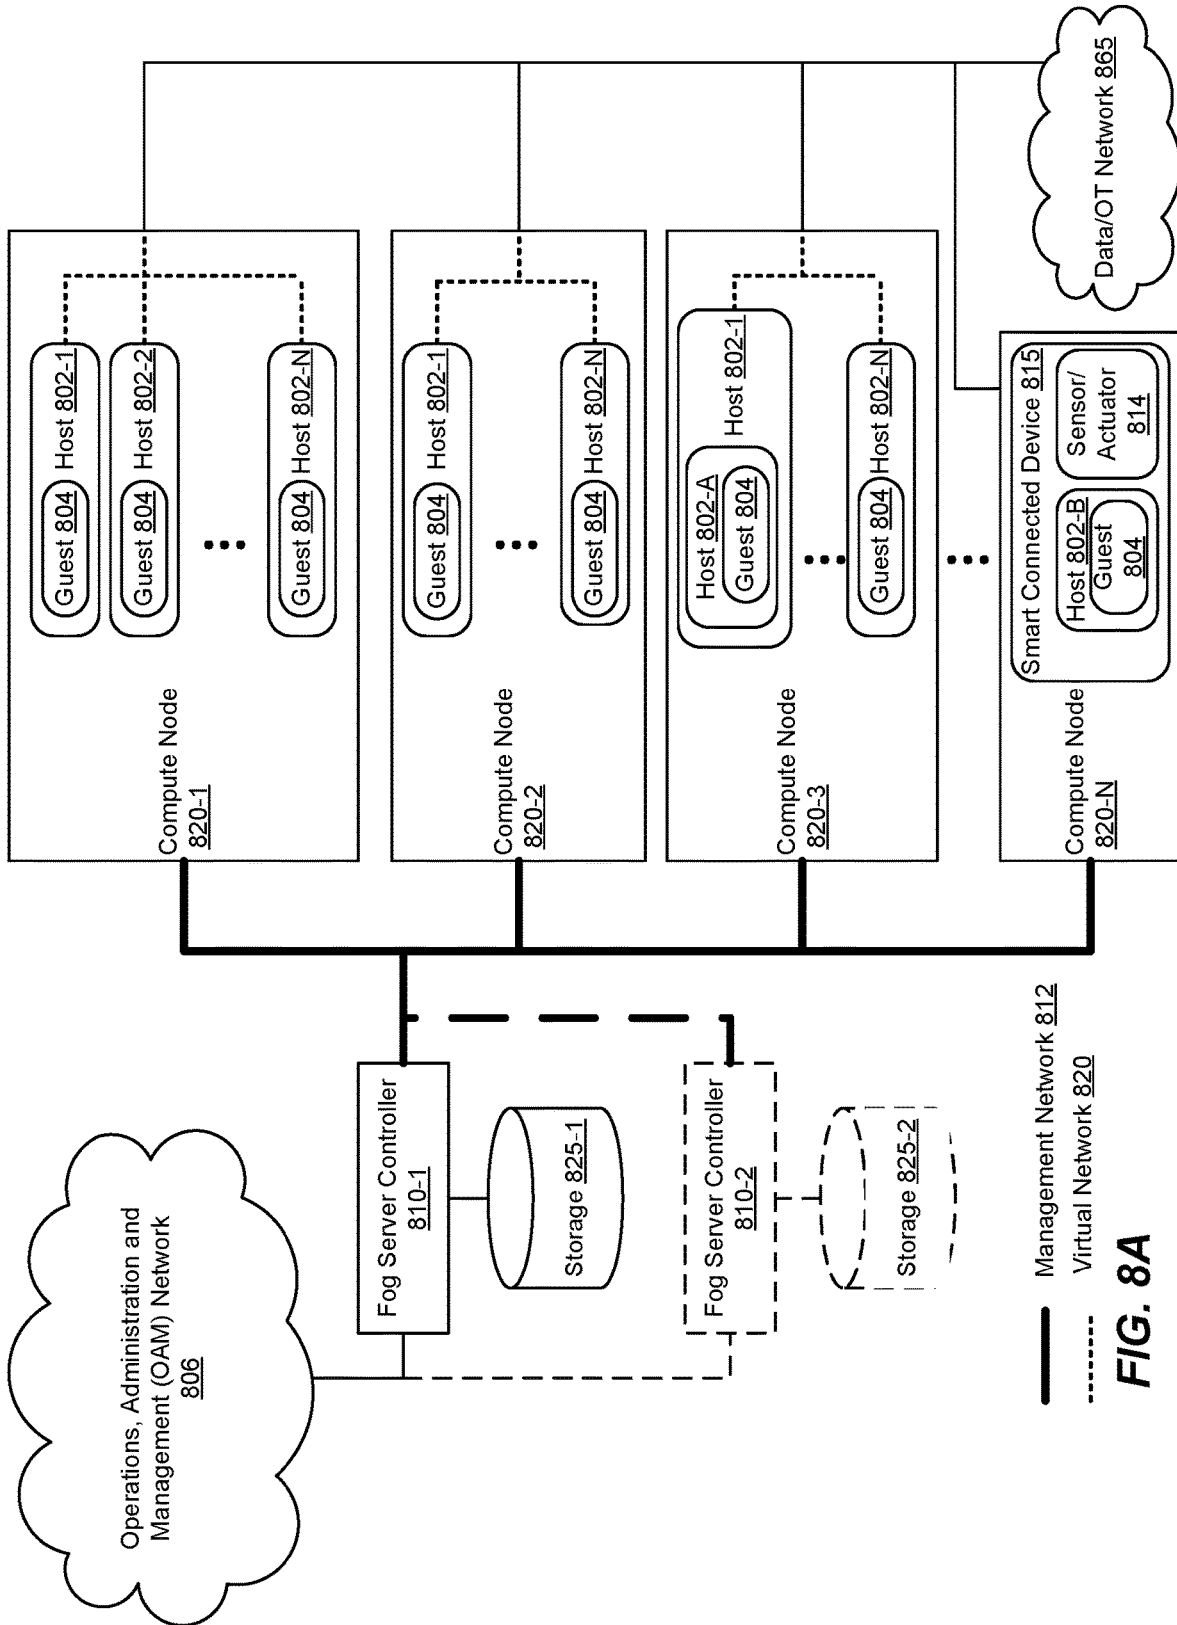 Operations, Administration and
Management (OAM) Network
806
Fog Server Controller
810-1
Storage 825-1
Fog Server Controller
810-2
Storage 825-2
Management Network 812
Virtual Network 820
FIG. 8A
Compute Node
820-1
Guest 804
Host 802-1
Guest 804
Host 802-2
Guest 804
Host 802-N
Compute Node
820-2
Guest 804
Host 802-1
Guest 804
Host 802-N
Compute Node
820-3
Host 802-A
Guest 804
Host 802-1
Guest 804
Host 802-N
Compute Node
820-N
Smart Connected Device 815
Host 802-B
Guest
804
Sensor/
Actuator
814
Data/OT Network 865